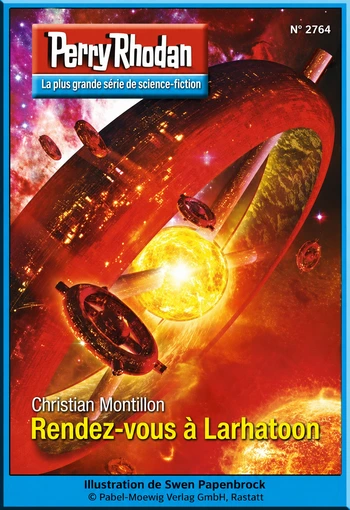 N° 2764
Perry Rhodan
La plus grande série de science-fiction
Christian Montillon
Rendez-vous à Larhatoon
Illustration de Swen Papenbrock
© Pabel-Moewig Verlag GmbH, Rastatt